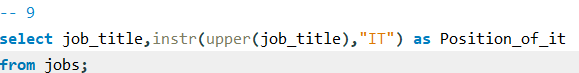 -- 9
select job_title,instr(upper(job_title),"IT") as Position_of_it
from jobs;